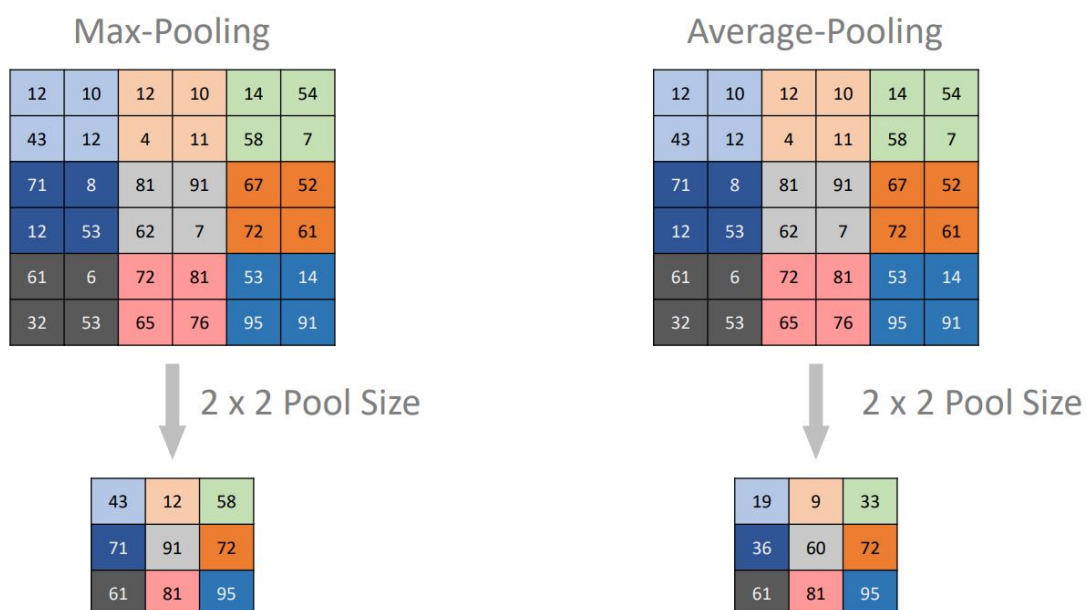 Max-Pooling
12 10 12 10 14 54
43 12 4 11 58 7
71 8 81 91 67 52
12 53 62 7 72 61
61 6 72 81 53 14
32 53 65 76 95 91
2 x 2 Pool Size
43 12 58
71 91 72
61 81 95
Average-Pooling
12 10 12 10 14 54
43 12 4 11 58 7
71 8 81 91 67 52
12 53 62 7 72 61
61 6 72 81 53 14
32 53 65 76 95 91
2 x 2 Pool Size
19 9 33
36 60 72
61 81 95